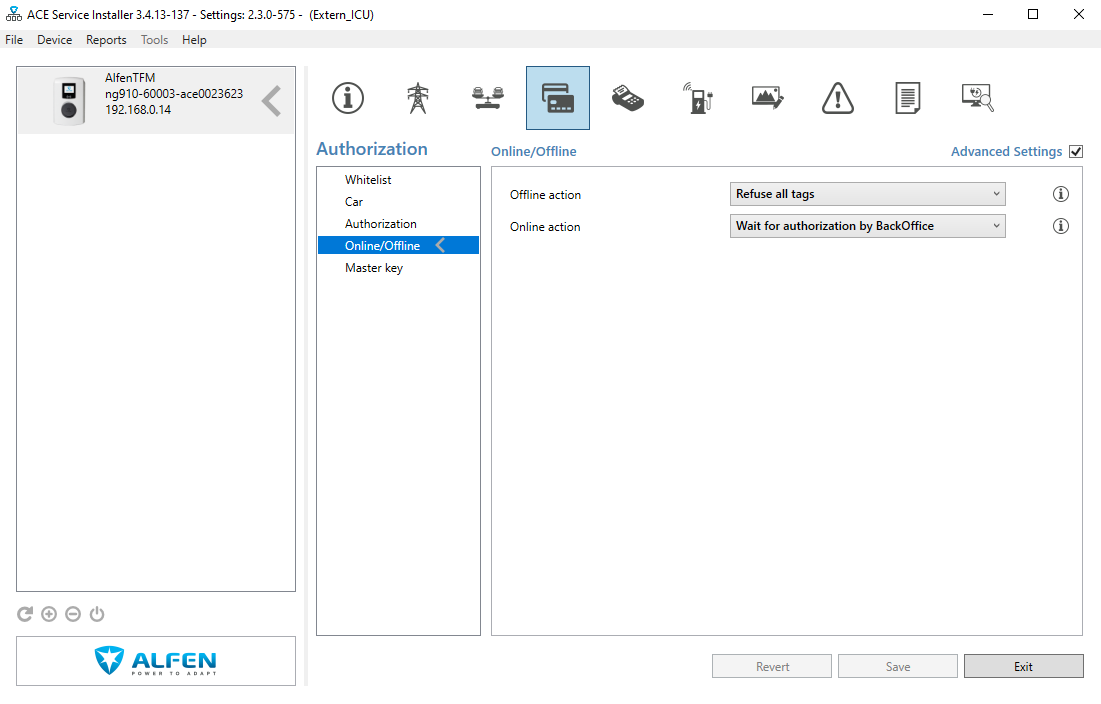 ACE Service Installer 3.4.13-137 - Settings: 2.3.0-575 - (Extern_ICU)
File Device Reports Tools Help
AlfenTFM
ng910-60003-ace0023623
192.168.0.14
Authorization
Online/Offline
Advanced Settings
Whitelist
Car
Authorization
Online/Offline
Master key
Offline action
Refuse all tags
Online action
Wait for authorization by BackOffice
ALFEN
POWER TO ADAPT
Revert
Save
Exit